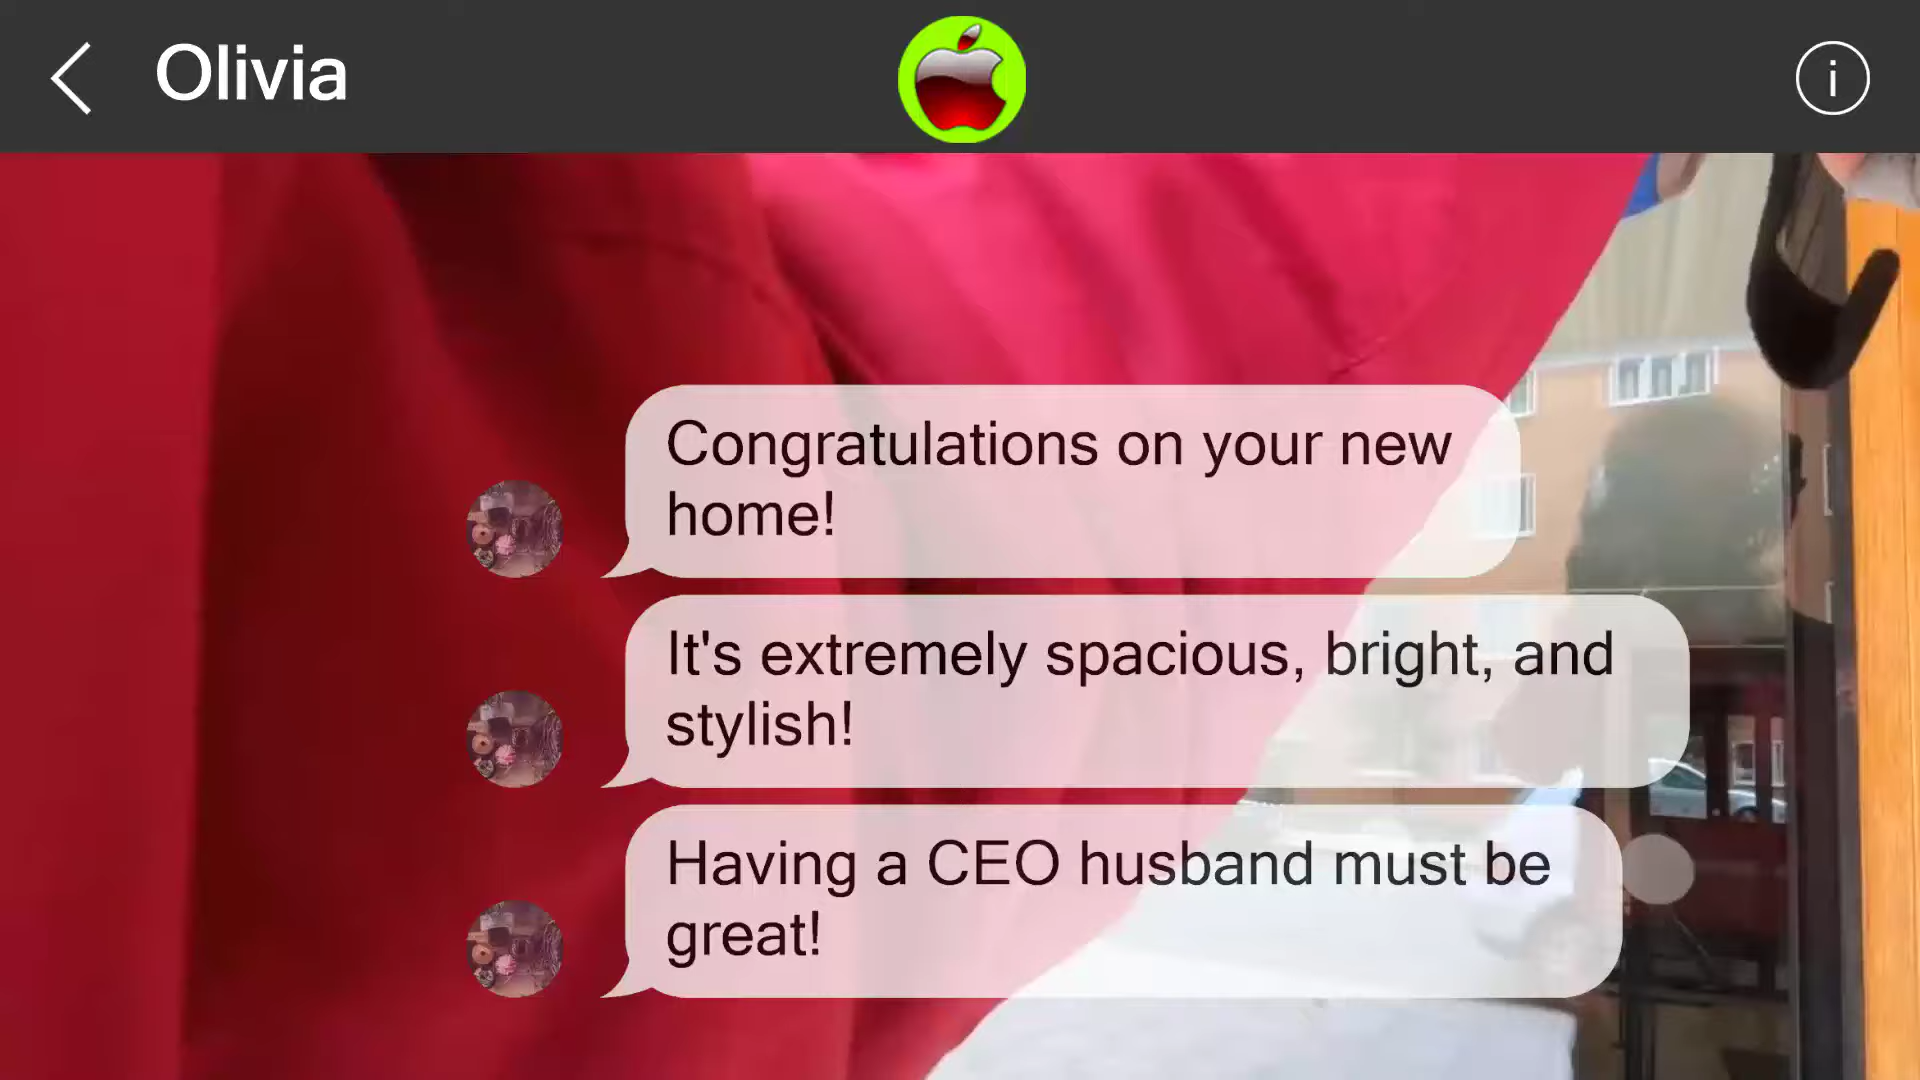 Olivia
Congratulations on your new
home!
It's extremely spacious, bright, and
stylish!
Having a CEO husband must be
great!